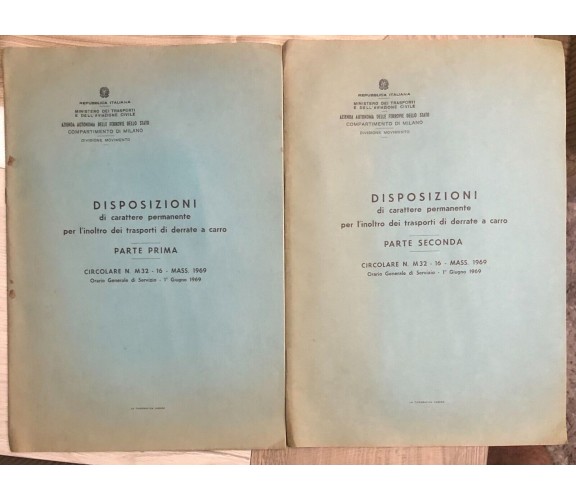 REPUBBLICA ITALIANA
MINISTERO DEI TRASPORTI
E DELL'AVIAZIONE CIVILE
AZIENDA AUTONOMA DELLE FERROVIE DELLO STATO
COMPARTIMENTO DI MILANO
DIVISIONE MOVIMENTO
DISPOSIZIONI
di carattere permanente
per l'inoltro dei trasporti di derrate a carro
PARTE PRIMA
CIRCOLARE N. M32 - 16 - MASS. 1969
Orario Generale di Servizio - 1° Giugno 1969
REPUBBLICA ITALIANA
MINISTERO DEI TRASPORTI
E DELL'AVIAZIONE CIVILE
AZIENDA AUTONOMA DELLE FERROVIE DELLO STATO
COMPARTIMENTO DI MILANO
DIVISIONE MOVIMENTO
DISPOSIZIONI
di carattere permanente
per l'inoltro dei trasporti di derrate a carro
PARTE SECONDA
CIRCOLARE N. M32 - 16 - MASS. 1969
Orario Generale di Servizio - 1° Giugno 1969